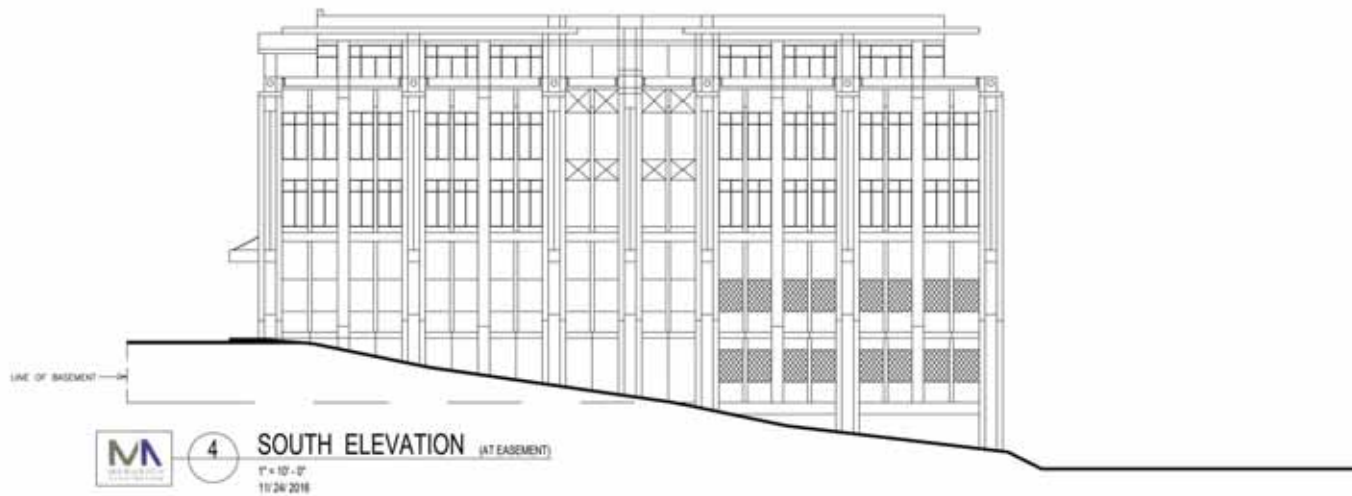 LINE OF BASEMENT
4
SOUTH ELEVATION (AT EASEMENT)
1" = 10' - 0"
11/ 24/ 2016